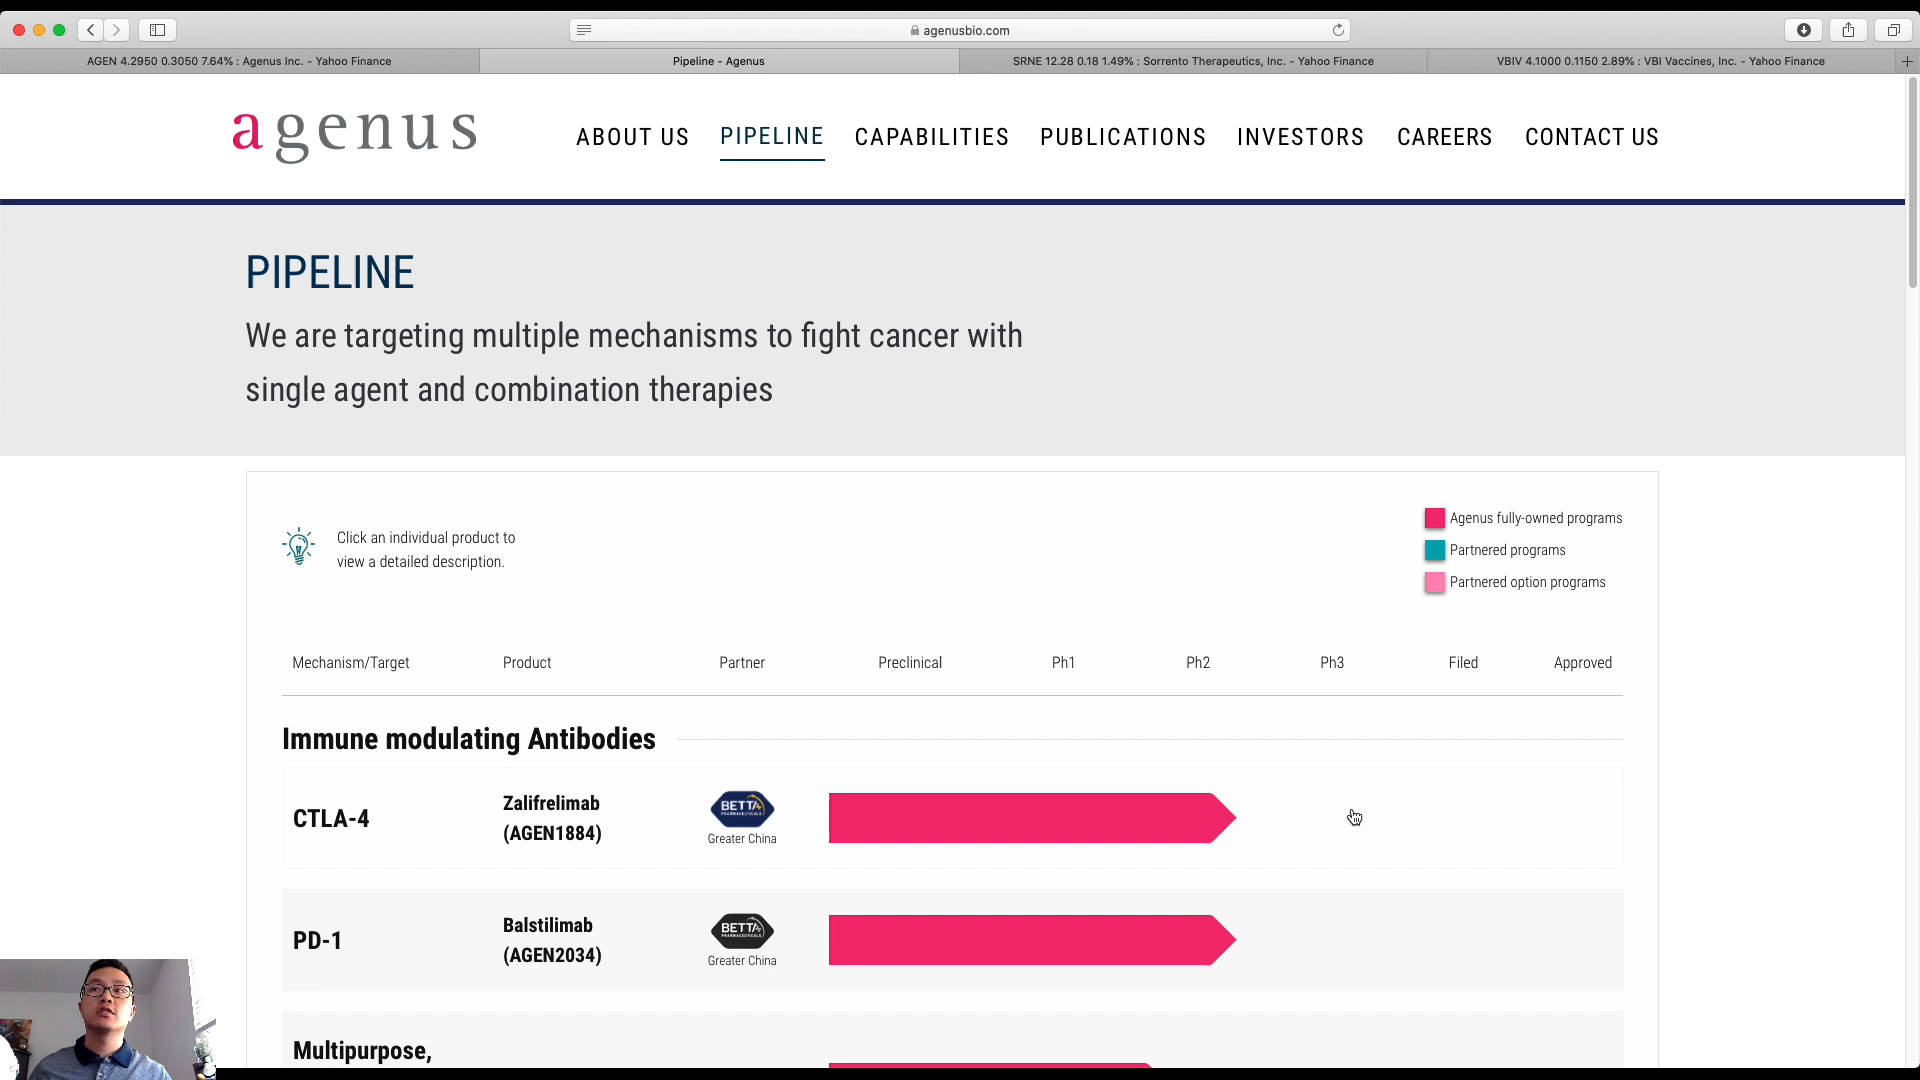 agenusbio.com
AGEN 4.2950 0.3050 7.64% : Agenus Inc. - Yahoo Finance
Pipeline - Agenus
SRNE 12.28 0.18 1.49% : Sorrento Therapeutics, Inc. - Yahoo Finance
VBIV 4.1000 0.1150 2.89% : VBI Vaccines, Inc. - Yahoo Finance
agenus
ABOUT US
PIPELINE
CAPABILITIES
PUBLICATIONS
INVESTORS
CAREERS
CONTACT US
PIPELINE
We are targeting multiple mechanisms to fight cancer with
single agent and combination therapies
Click an individual product to
view a detailed description.
Agenus fully-owned programs
Partnered programs
Partnered option programs
Mechanism/Target
Product
Partner
Preclinical
Ph1
Ph2
Ph3
Filed
Approved
Immune modulating Antibodies
CTLA-4
Zalifrelimab
(AGEN1884)
BETTA
PHARMACEUTICALS
Greater China
PD-1
Balstilimab
(AGEN2034)
BETTA
PHARMACEUTICALS
Greater China
Multipurpose,